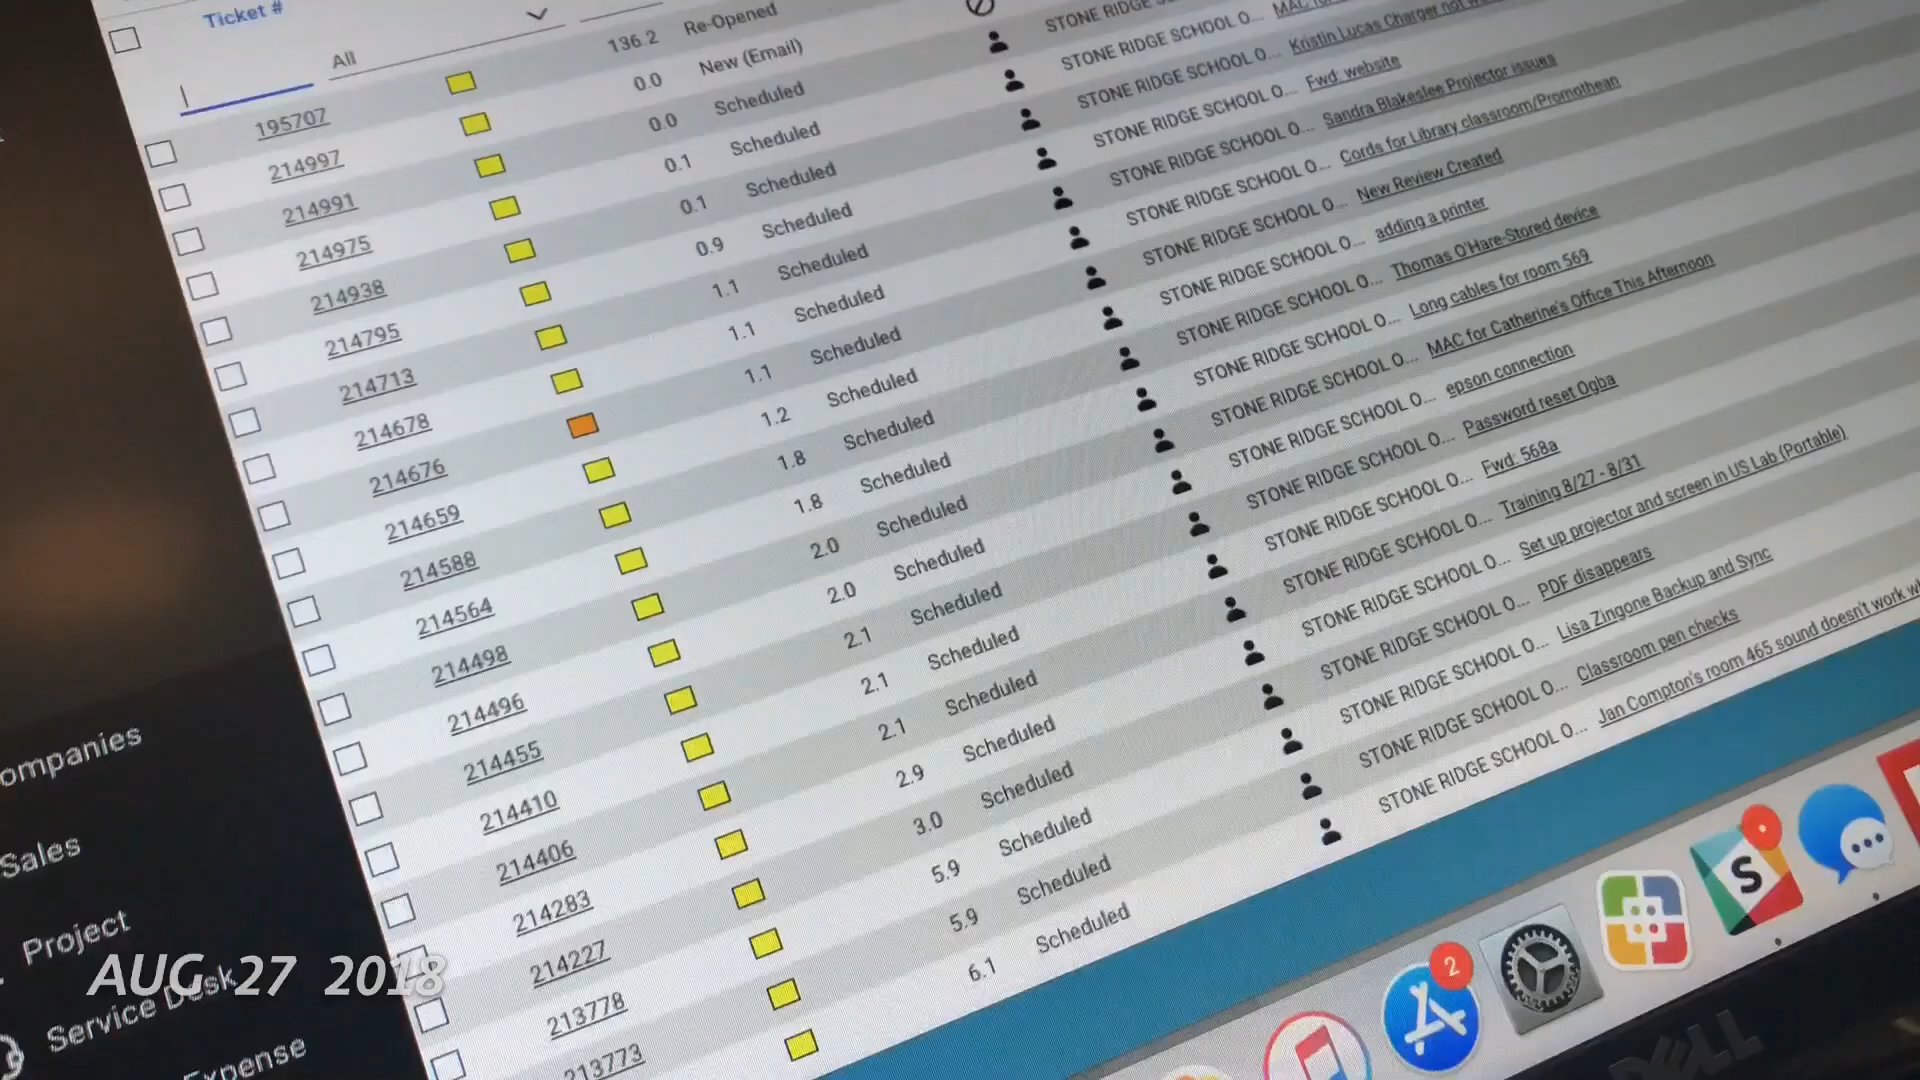 Ticket #
All
195707
214997
214991
214975
214938
214795
214713
214678
214676
214659
214588
214564
214498
214496
214455
214410
214406
214283
214227
213778
213773
136.2 Re-Opened
0.0 New (Email)
0.0 Scheduled
0.1 Scheduled
0.1 Scheduled
0.9 Scheduled
1.1 Scheduled
1.1 Scheduled
1.1 Scheduled
1.2 Scheduled
1.8 Scheduled
1.8 Scheduled
2.0 Scheduled
2.0 Scheduled
2.1 Scheduled
2.1 Scheduled
2.1 Scheduled
2.9 Scheduled
3.0 Scheduled
5.9 Scheduled
5.9 Scheduled
6.1 Scheduled
STONE RIDGE
STONE RIDGE SCHOOL O... MAC
STONE RIDGE SCHOOL O... Kristin Lucas Charger not
STONE RIDGE SCHOOL O... Fwd: website
STONE RIDGE SCHOOL O... Sandra Blakeslee Projector issues
STONE RIDGE SCHOOL O... Cords for Library classroom/Promothean
STONE RIDGE SCHOOL O... New Review Created
STONE RIDGE SCHOOL O... adding a printer
STONE RIDGE SCHOOL O... Thomas O'Hare-Stored device
STONE RIDGE SCHOOL O... Long cables for room 569
STONE RIDGE SCHOOL O... MAC for Catherine's Office This Afternoon
STONE RIDGE SCHOOL O... epson connection
STONE RIDGE SCHOOL O... Password reset Ogba
STONE RIDGE SCHOOL O... Fwd: 568a
STONE RIDGE SCHOOL O... Training 8/27 - 8/31
STONE RIDGE SCHOOL O... Set up projector and screen in US Lab (Portable)
STONE RIDGE SCHOOL O... PDF disappears
STONE RIDGE SCHOOL O... Lisa Zingone Backup and Sync
STONE RIDGE SCHOOL O... Classroom pen checks
STONE RIDGE SCHOOL O... Jan Compton's room 465 sound doesn't work
ompanies
Sales
Project
Service Desk
Expense
AUG 27 2018
2
S
DELL